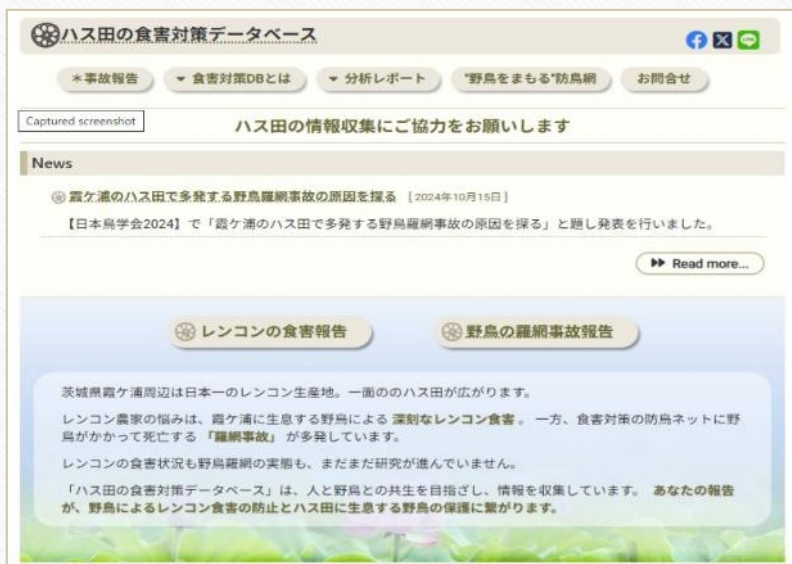 ハス田の食害対策データベース
＊事故報告
食害対策DBとは
分析レポート
"野鳥をまもる"防鳥網
お問合せ
Captured screenshot
ハス田の情報収集にご協力をお願いします
News
霞ケ浦のハス田で多発する野鳥羅網事故の原因を探る [2024年10月15日]
【日本鳥学会2024】で「霞ケ浦のハス田で多発する野鳥羅網事故の原因を探る」と題し発表を行いました。
Read more...
レンコンの食害報告
野鳥の羅網事故報告
茨城県霞ケ浦周辺は日本一のレンコン生産地。一面ののハス田が広がります。
レンコン農家の悩みは、霞ケ浦に生息する野鳥による 深刻なレンコン食害 。 一方、食害対策の防鳥ネットに野
鳥がかかって死亡する 「羅網事故」 が多発しています。
レンコンの食害状況も野鳥羅網の実態も、まだまだ研究が進んでいません。
「ハス田の食害対策データベース」は、人と野鳥との共生を目指ざし、情報を収集しています。 あなたの報告
が、野鳥によるレンコン食害の防止とハス田に生息する野鳥の保護に繋がります。